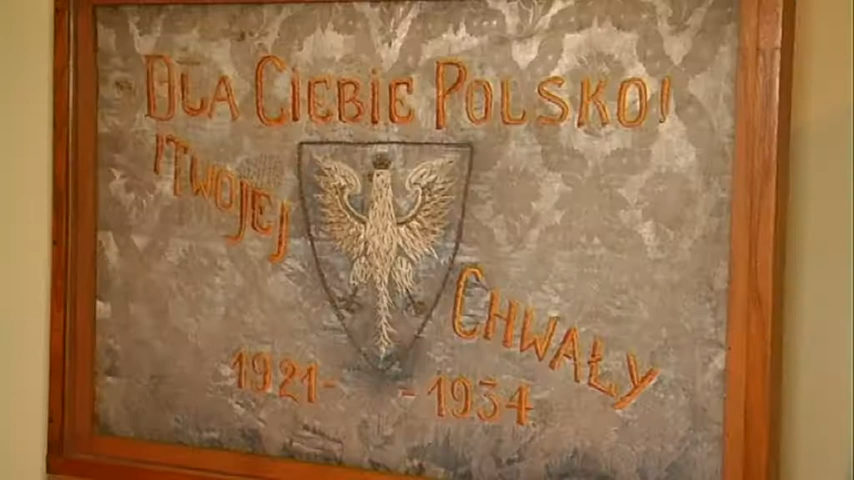 DLA CIEBIE POLSKO!
I TWOJEJ
CHWAŁY
1921- -1934